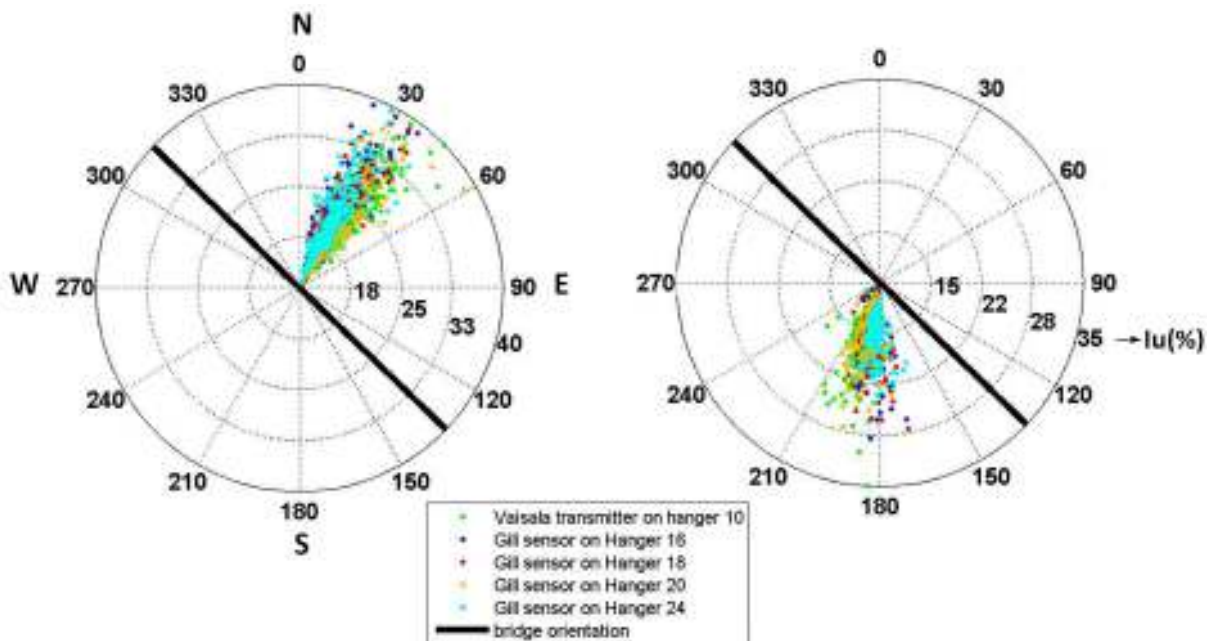 N
0
0
330
30
330
30
300
60
300
60
W
270
18
25
33
40
90
E
270
15
22
28
35
90
→Iu(%)
240
120
240
120
210
150
210
150
180
180
S
Vaisala transmitter on hanger 10
Gill sensor on Hanger 16
Gill sensor on Hanger 18
Gill sensor on Hanger 20
Gill sensor on Hanger 24
bridge orientation